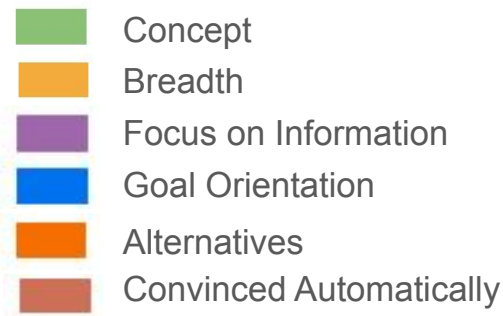 Concept
Breadth
Focus on Information
Goal Orientation
Alternatives
Convinced Automatically